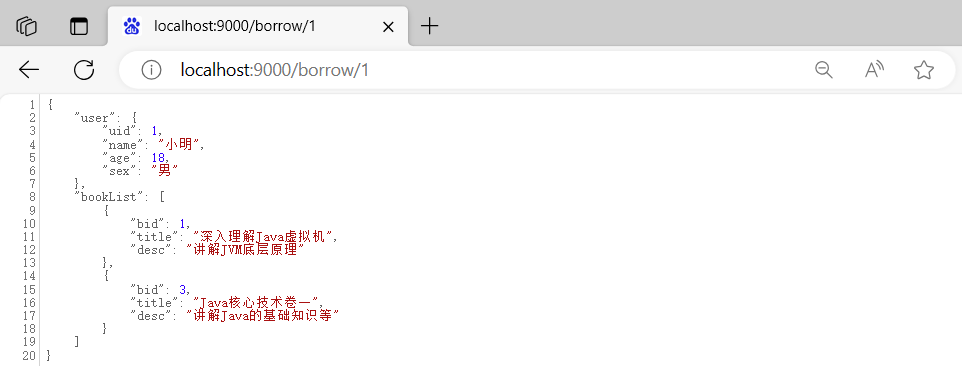 du localhost:9000/borrow/1
localhost:9000/borrow/1
1 {
2     "user": {
3         "uid": 1,
4         "name": "小明",
5         "age": 18,
6         "sex": "男"
7     },
8     "bookList": [
9         {
10             "bid": 1,
11             "title": "深入理解Java虚拟机",
12             "desc": "讲解JVM底层原理"
13         },
14         {
15             "bid": 3,
16             "title": "Java核心技术卷一",
17             "desc": "讲解Java的基础知识等"
18         }
19     ]
20 }